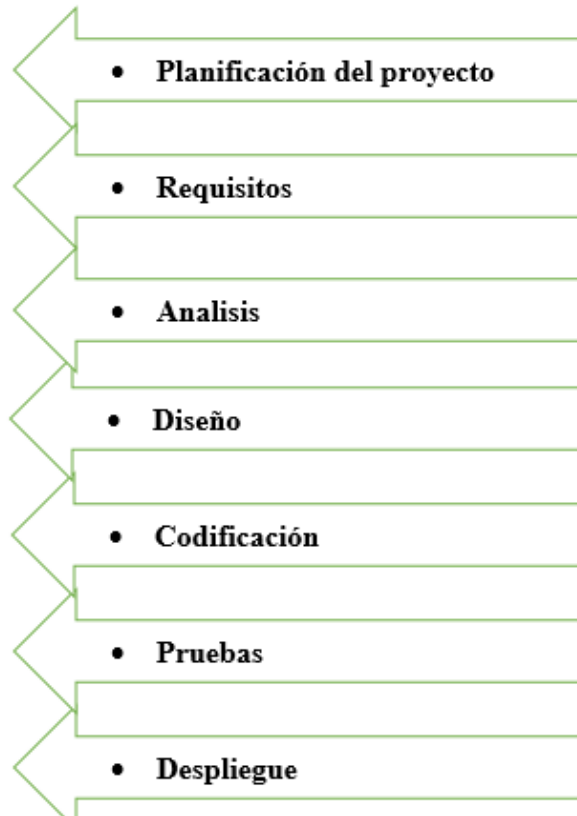 • Planificación del proyecto
• Requisitos
• Analisis
• Diseño
• Codificación
• Pruebas
• Despliegue